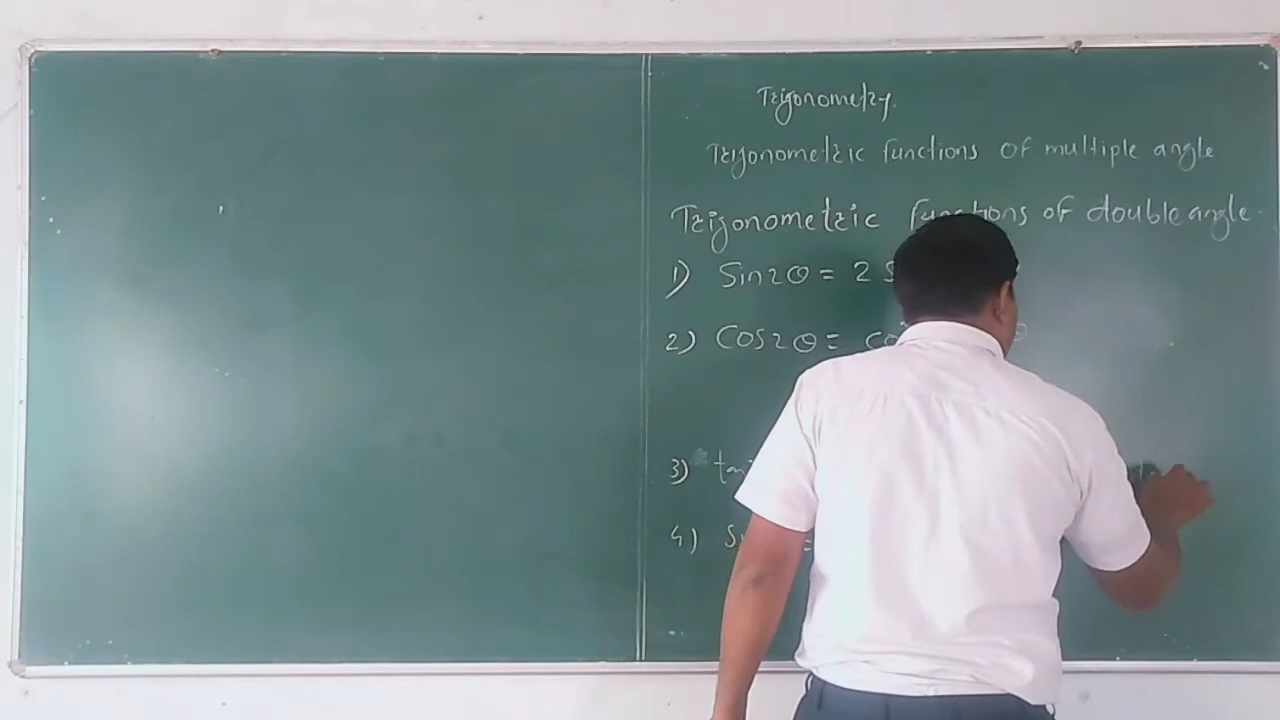 Trigonometry.
Trigonometric functions of multiple angle
Trigonometric functions of double angle.
1) Sin2θ = 2 S
2) Cos2θ = co θ
3) tan
4) S =